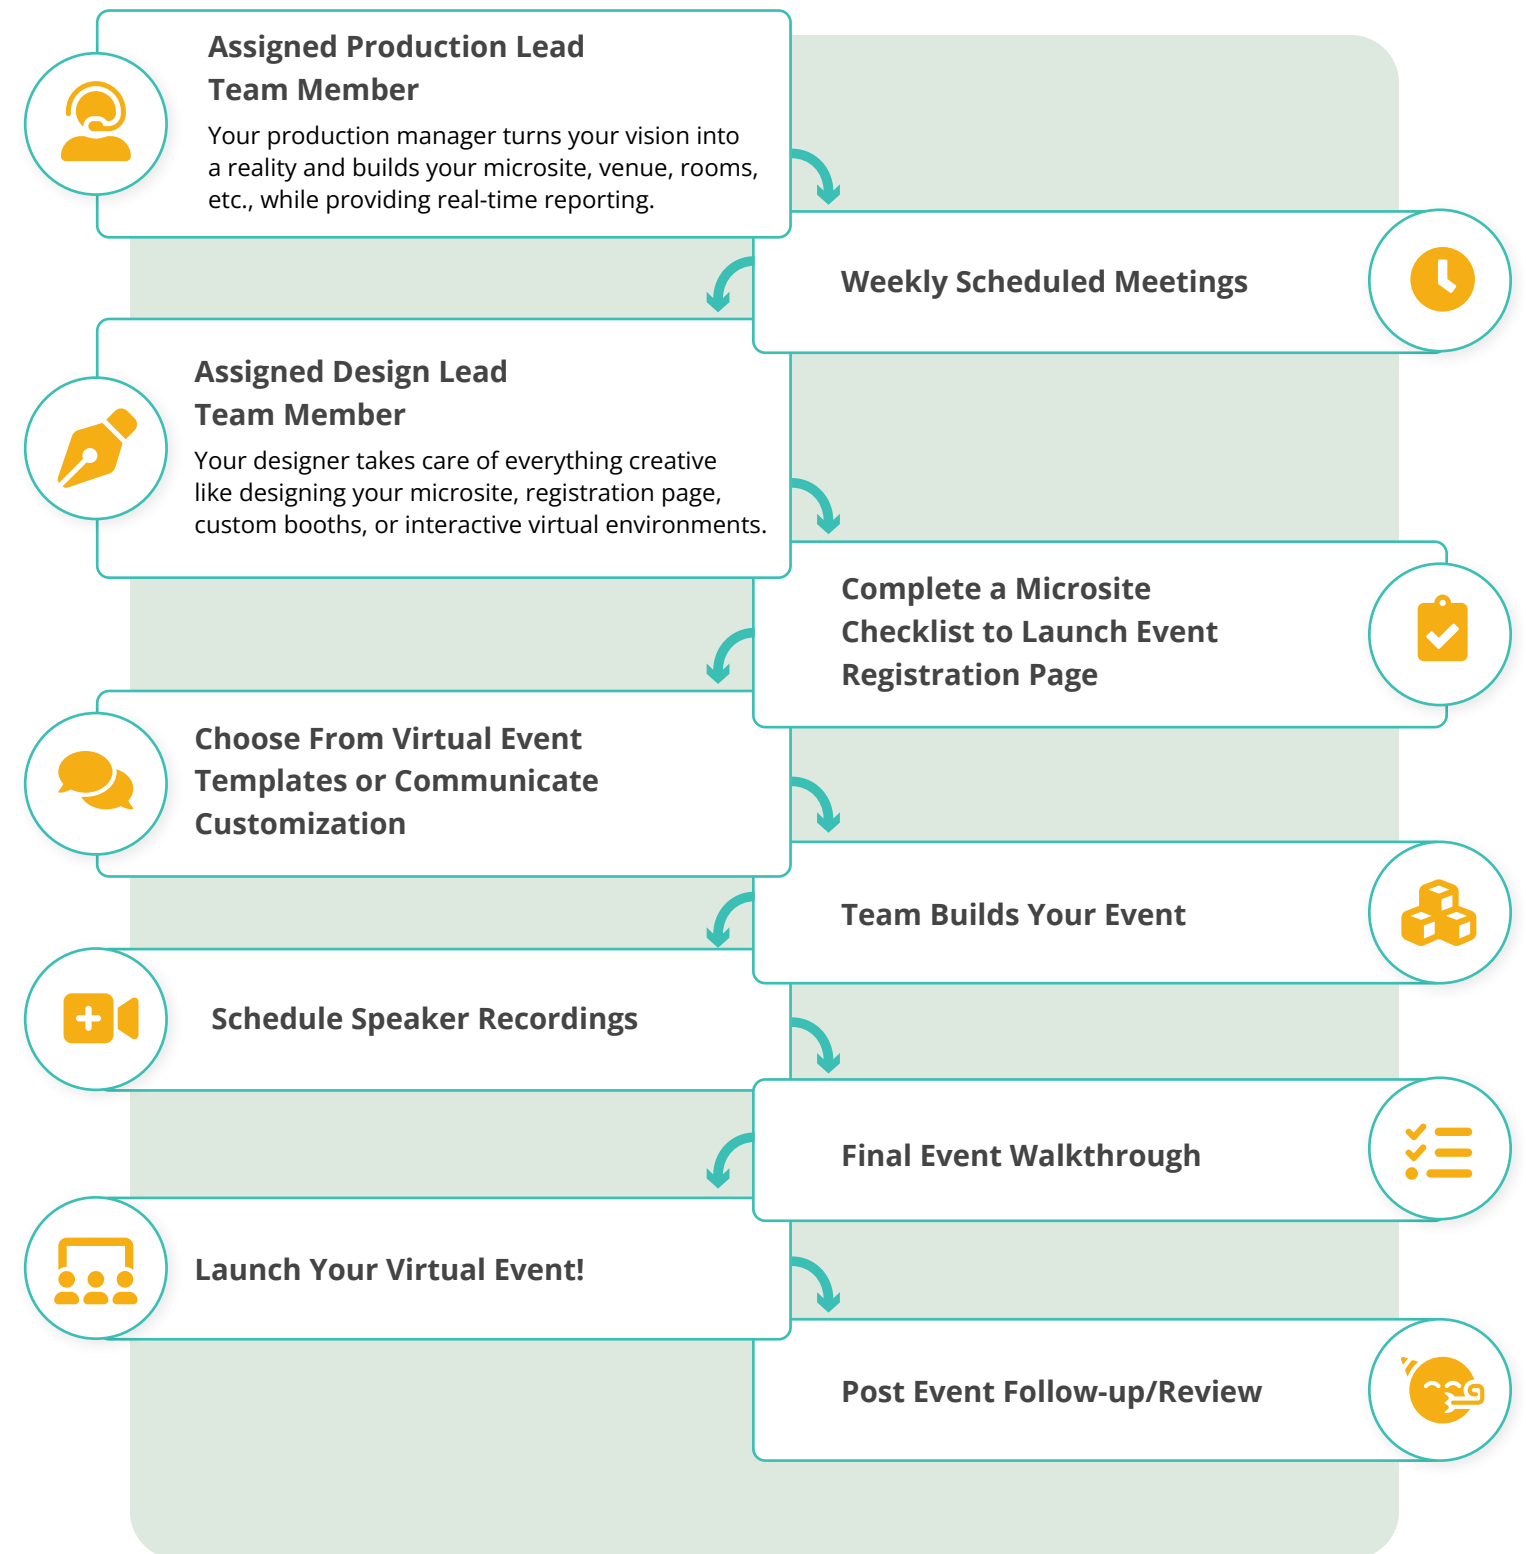 Assigned Production Lead
Team Member
Your production manager turns your vision into
a reality and builds your microsite, venue, rooms,
etc., while providing real-time reporting.
Weekly Scheduled Meetings
Assigned Design Lead
Team Member
Your designer takes care of everything creative
like designing your microsite, registration page,
custom booths, or interactive virtual environments.
Complete a Microsite
Checklist to Launch Event
Registration Page
Choose From Virtual Event
Templates or Communicate
Customization
Team Builds Your Event
Schedule Speaker Recordings
Final Event Walkthrough
Launch Your Virtual Event!
Post Event Follow-up/Review